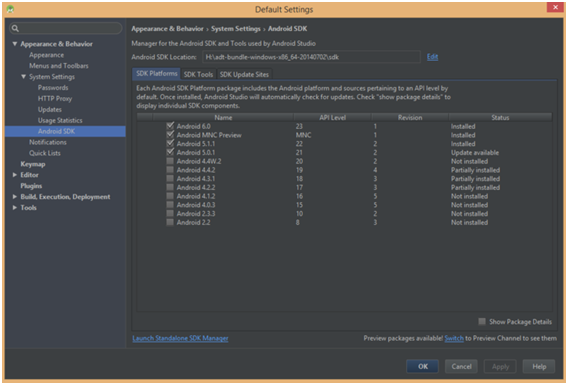 Default Settings
Appearance & Behavior › System Settings › Android SDK
Manager for the Android SDK and Tools used by Android Studio
Android SDK Location: H:\adt-bundle-windows-x86_64-20140702\sdk Edit
Appearance & Behavior
Appearance
Menus and Toolbars
System Settings
Passwords
HTTP Proxy
Updates
Usage Statistics
Android SDK
Notifications
Quick Lists
Keymap
Editor
Plugins
Build, Execution, Deployment
Tools
SDK Platforms SDK Tools SDK Update Sites
Each Android SDK Platform package includes the Android platform and sources pertaining to an API level by
default. Once installed, Android Studio will automatically check for updates. Check "show package details" to
display individual SDK components.
Name API Level Revision Status
Android 6.0 23 1 Installed
Android MNC Preview MNC 1 Installed
Android 5.1.1 22 2 Installed
Android 5.0.1 21 2 Update available
Android 4.4W.2 20 2 Not installed
Android 4.4.2 19 4 Partially installed
Android 4.3.1 18 3 Partially installed
Android 4.2.2 17 3 Partially installed
Android 4.1.2 16 5 Not installed
Android 4.0.3 15 5 Not installed
Android 2.3.3 10 2 Not installed
Android 2.2 8 3 Not installed
Show Package Details
Launch Standalone SDK Manager
Preview packages available! Switch to Preview Channel to see them
OK Cancel Apply Help